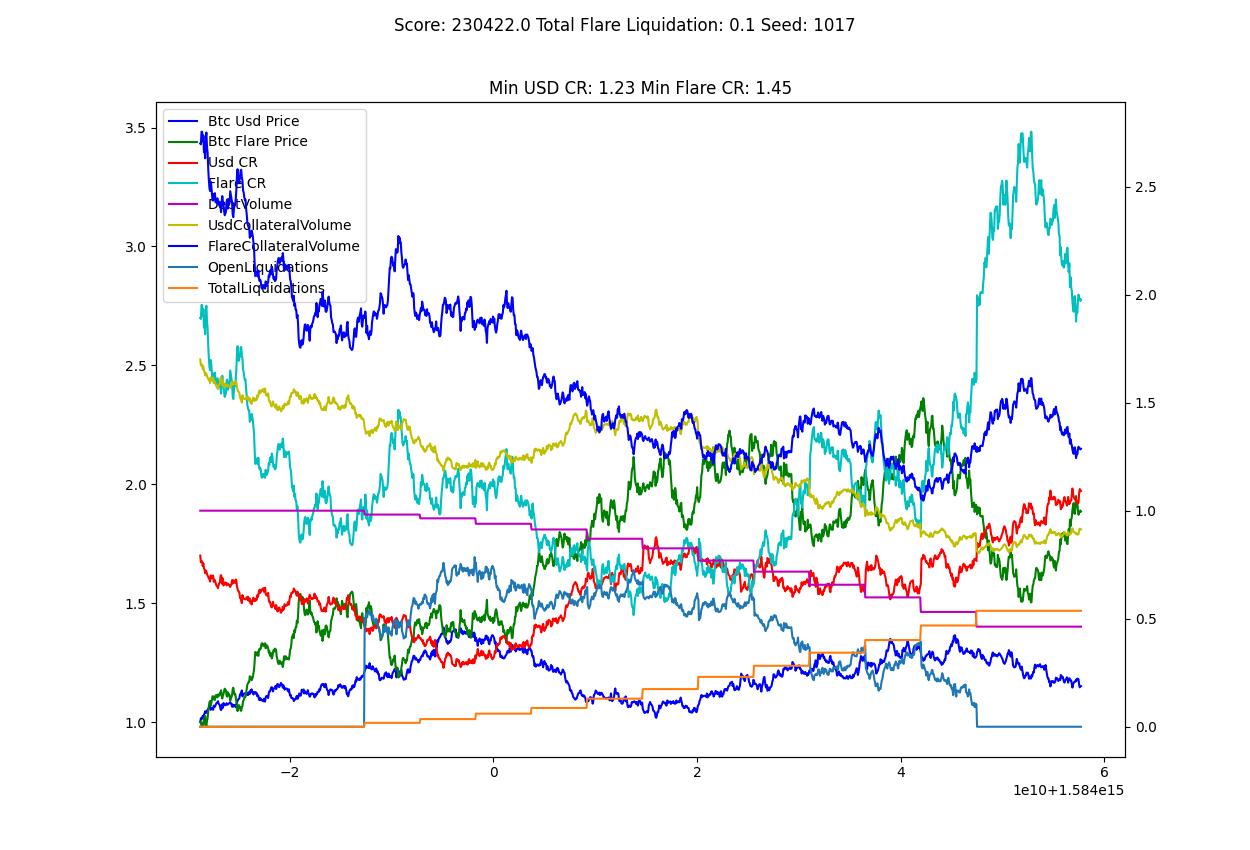 Score: 230422.0 Total Flare Liquidation: 0.1 Seed: 1017
Min USD CR: 1.23 Min Flare CR: 1.45
Btc Usd Price
Btc Flare Price
Usd CR
Flare CR
DebtVolume
UsdCollateralVolume
FlareCollateralVolume
OpenLiquidations
TotalLiquidations
3.5
3.0
2.5
2.0
1.5
1.0
2.5
2.0
1.5
1.0
0.5
0.0
−2 0 2 4 6
1e10+1.584e15